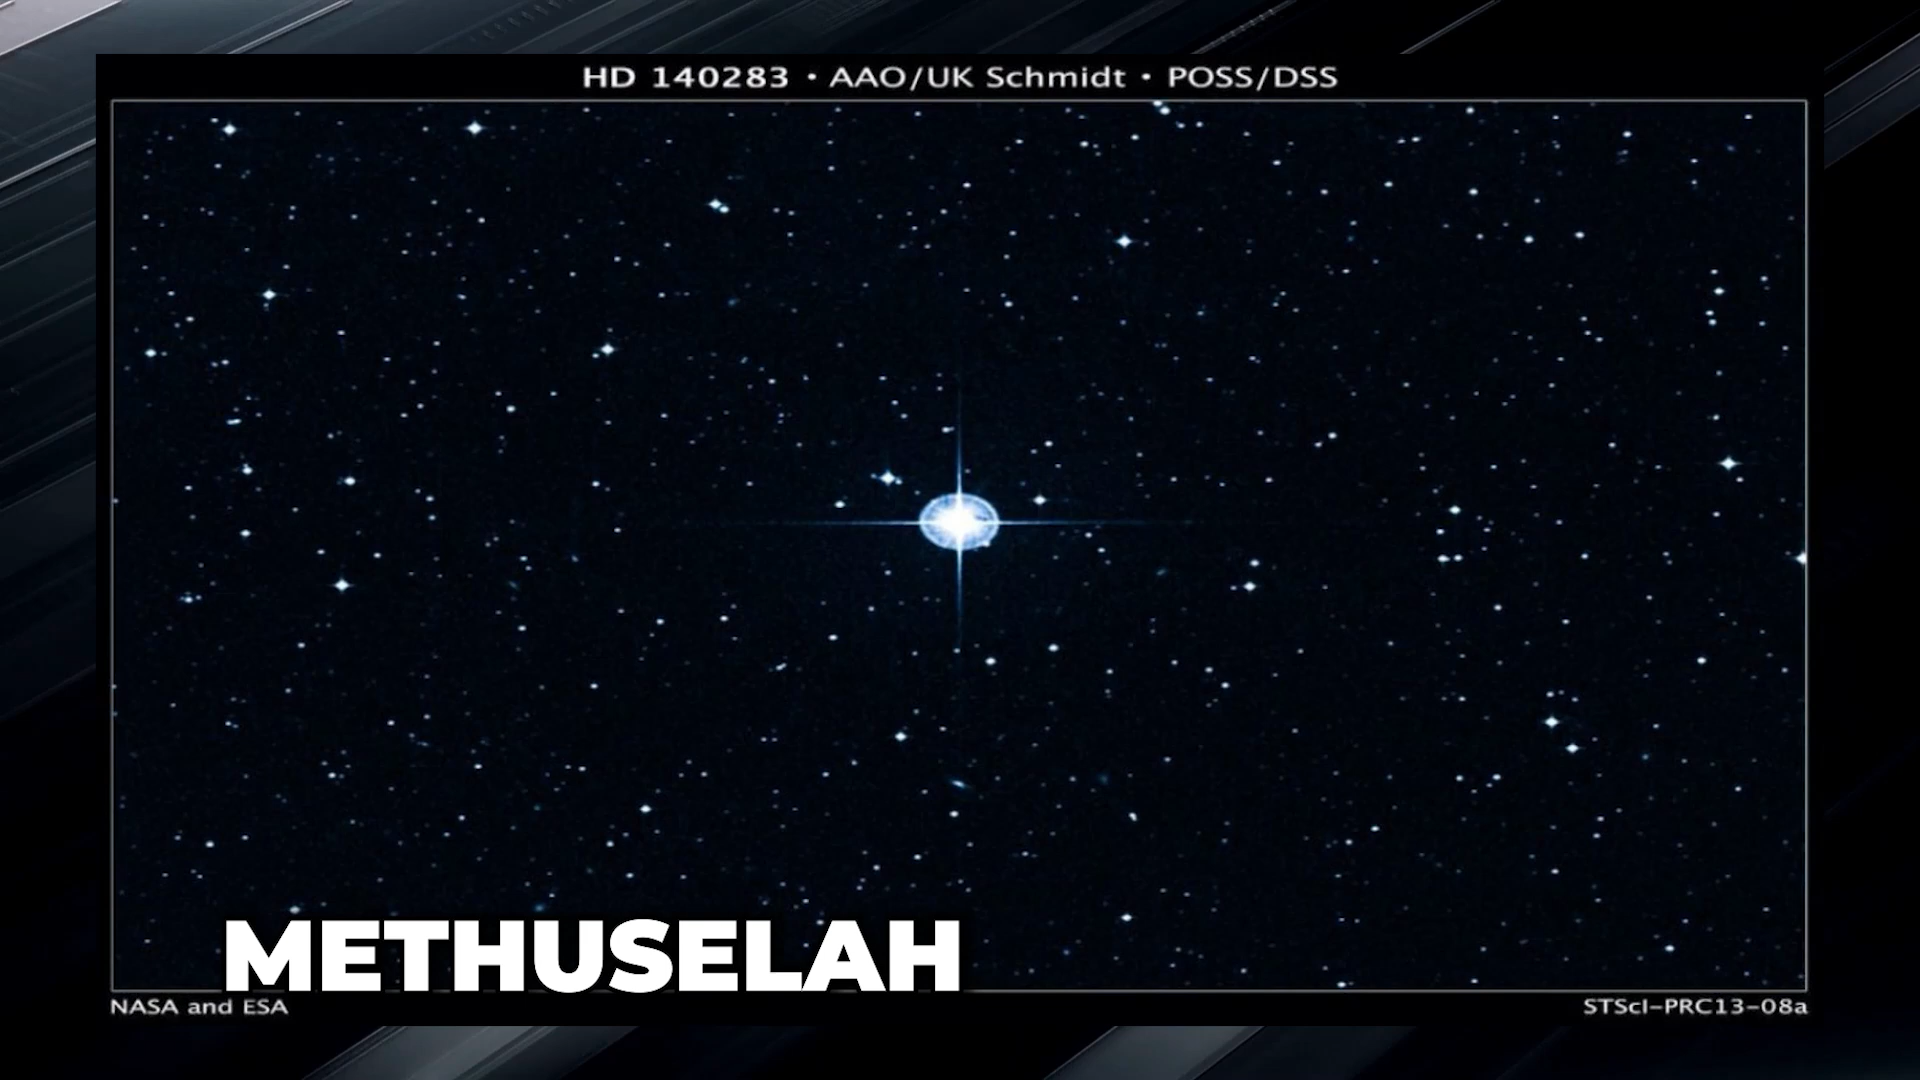 HD 140283 • AAO/UK Schmidt • POSS/DSS
METHUSELAH
NASA and ESA
STScI-PRC13-08a